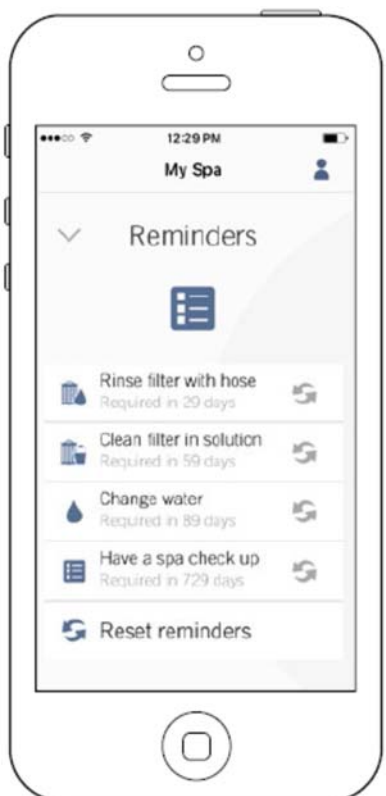 12:29 PM
My Spa
Reminders
Rinse filter with hose
Required in 29 days
Clean filter in solution
Required in 59 days
Change water
Required in 89 days
Have a spa check up
Required in 729 days
Reset reminders